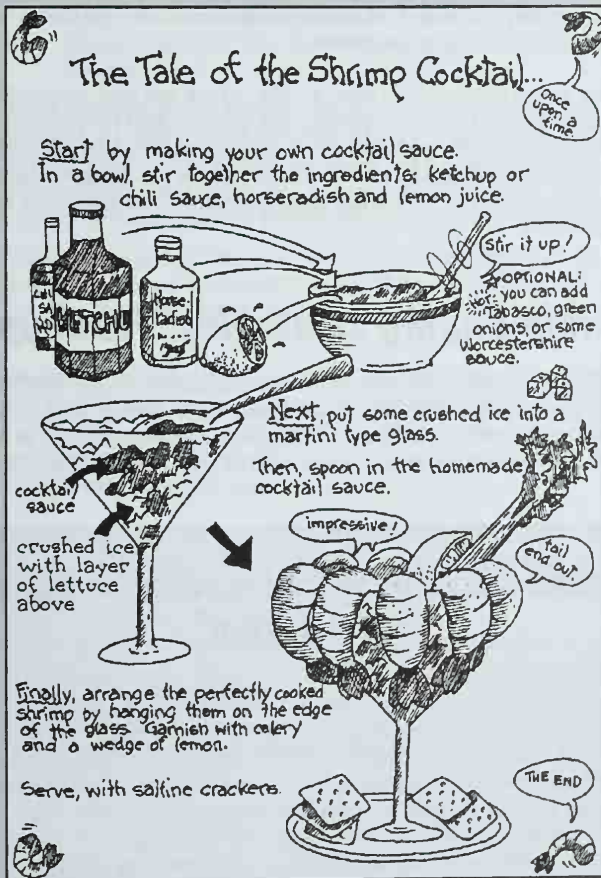 The Tale of the Shrimp Cocktail...
Once
upon a
time
Start by making your own cocktail sauce.
In a bowl, stir together the ingredients; ketchup or
chili sauce, horseradish and lemon juice.
KETCHU
Horse-
Radish
Stir it up!
OPTIONAL:
HOT
you can add
Tabasco, green
onions, or some
Worcestershire
sauce.
Next, put some crushed ice into a
martini type glass.
Then, spoon in the homemade
cocktail sauce.
cocktail
sauce
crushed ice
with layer
of lettuce
above
impressive!
tail
end out.
Finally, arrange the perfectly cooked
shrimp by hanging them on the edge
of the glass. Garnish with celery
and a wedge of lemon.
Serve, with saltine crackers.
THE END